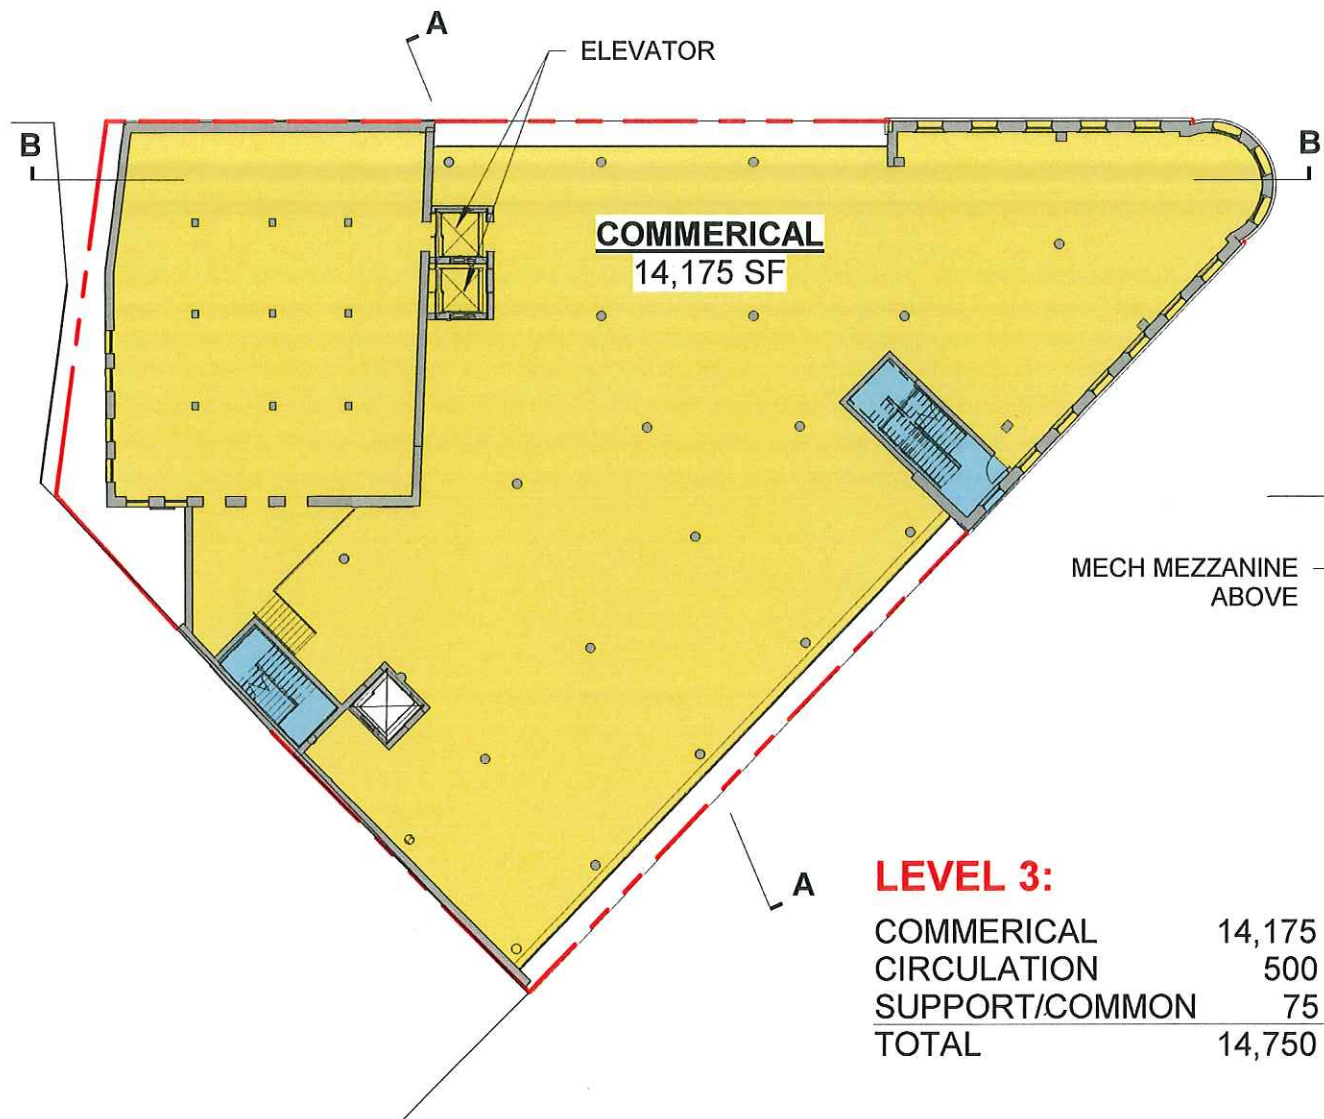 A
ELEVATOR
B
B
COMMERICAL
14,175 SF
MECH MEZZANINE
ABOVE
A
LEVEL 3:
COMMERICAL 14,175
CIRCULATION 500
SUPPORT/COMMON 75
TOTAL 14,750